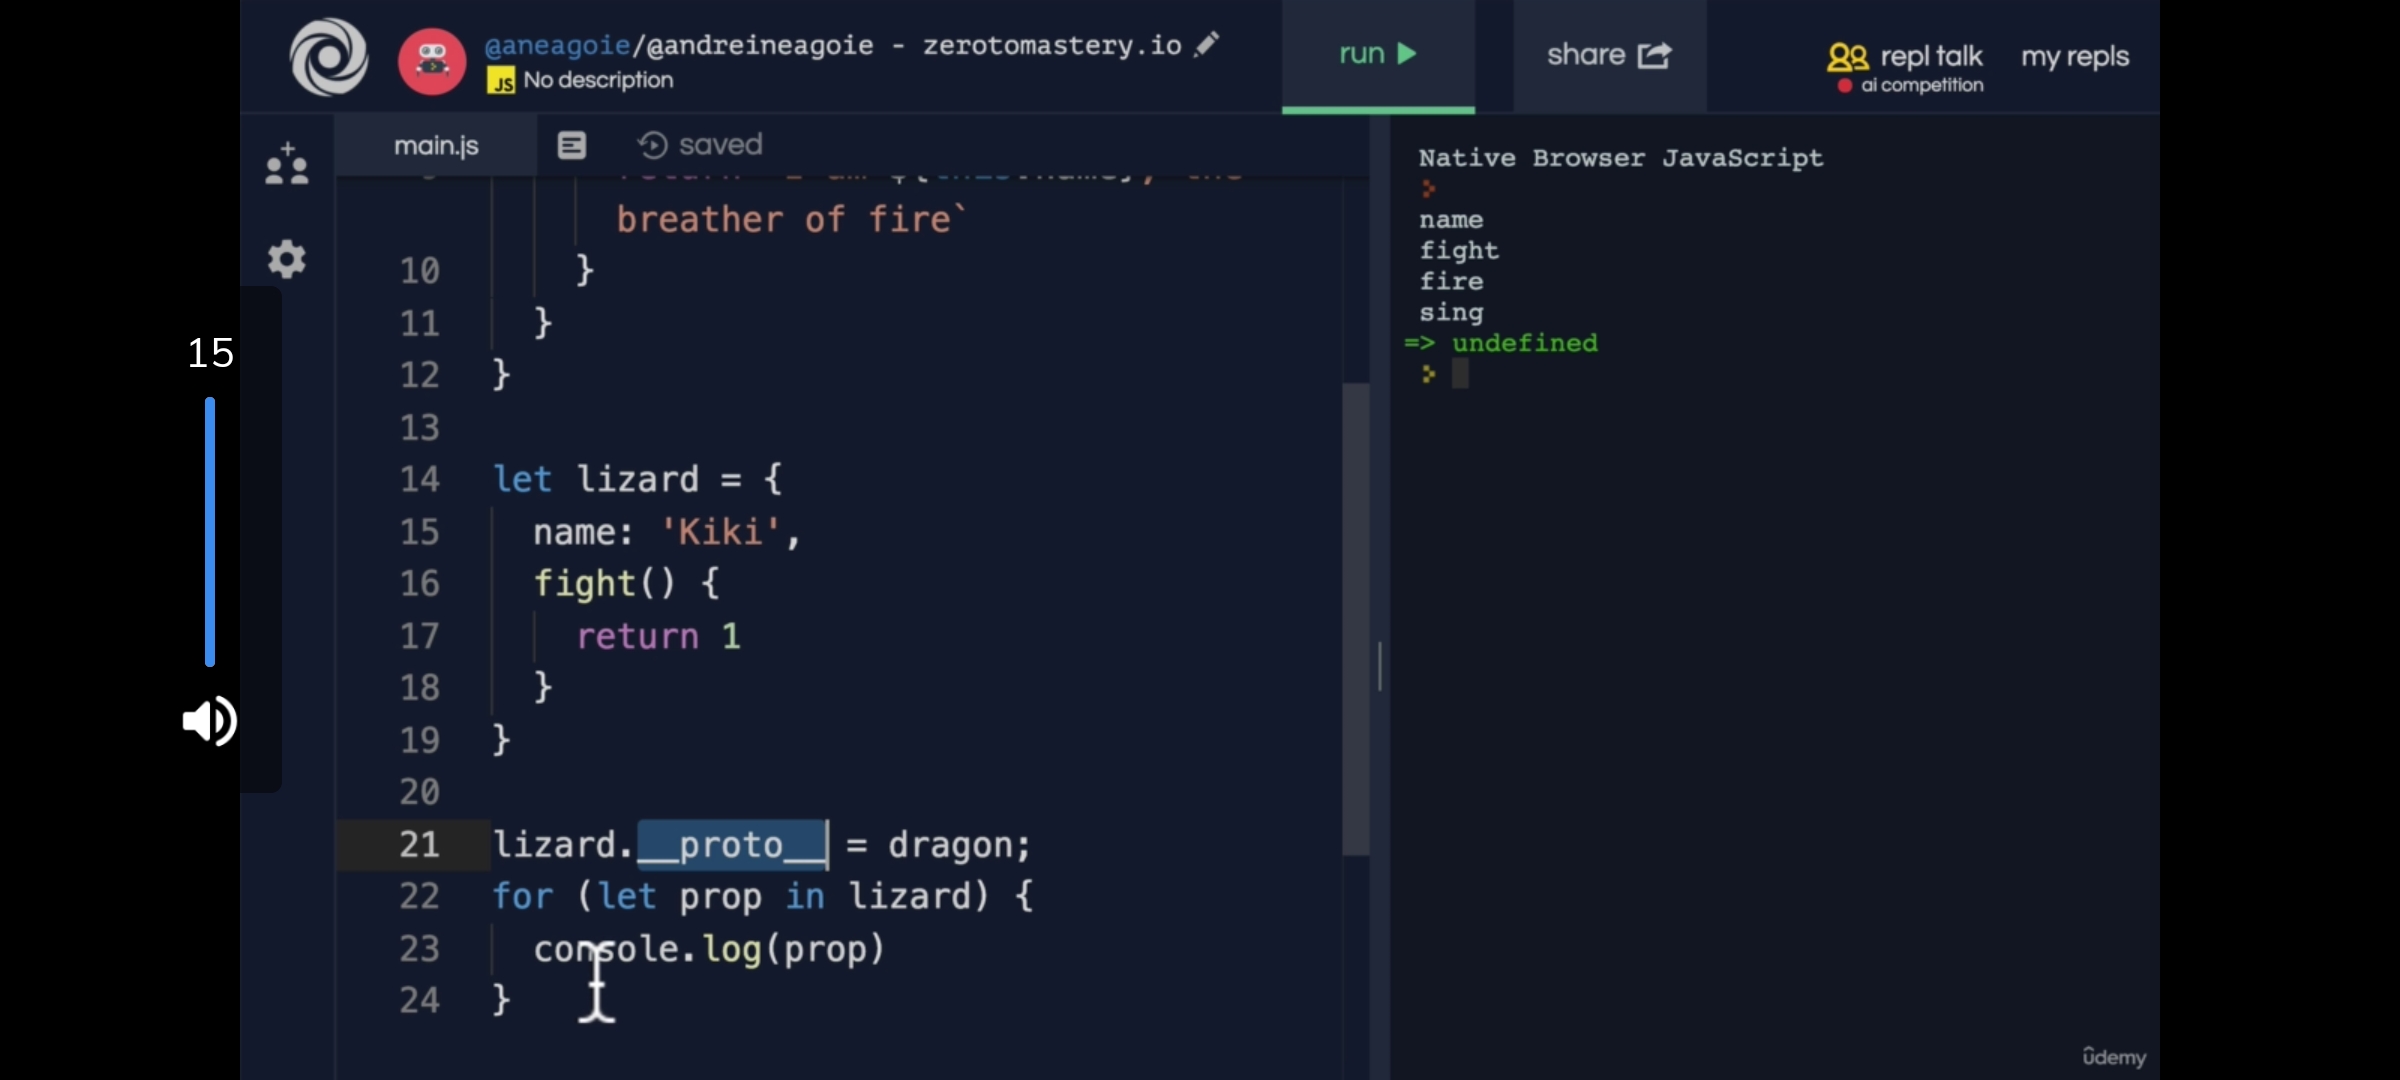 @aneagoie/@andreineagoie - zerotomastery.io
JS No description
run
share
repl talk
ai competition
my repls
main.js
saved
breather of fire`
10 }
11 }
12 }
13
14 let lizard = {
15 name: 'Kiki',
16 fight() {
17 return 1
18 }
19 }
20
21 lizard.__proto__ = dragon;
22 for (let prop in lizard) {
23 console.log(prop)
24 }
Native Browser JavaScript
name
fight
fire
sing
=> undefined
15
ûdemy